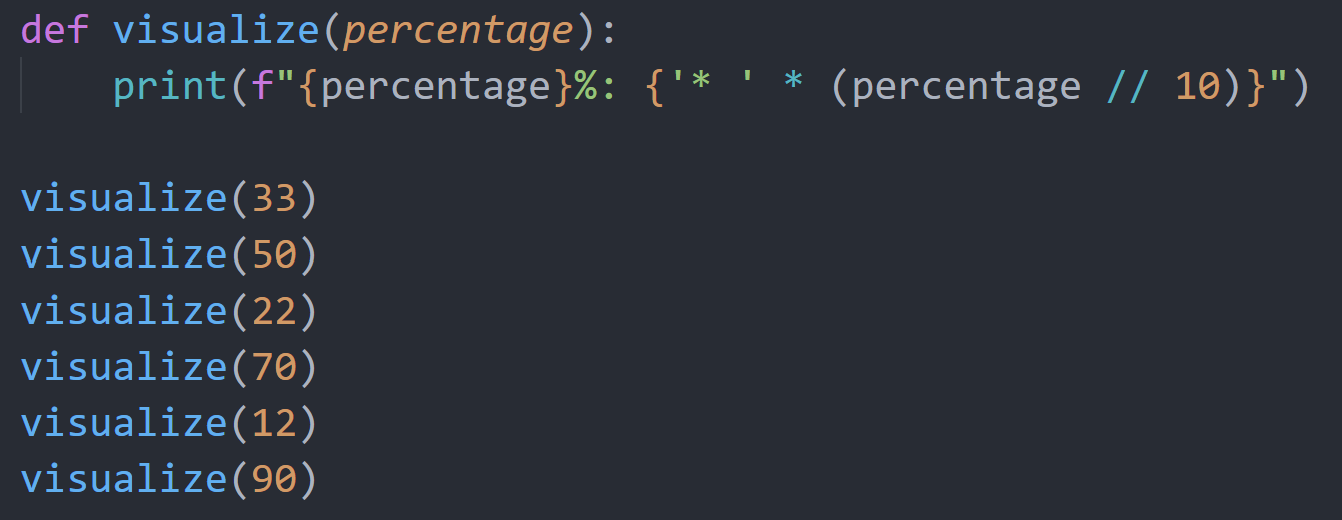 def visualize(percentage):
    print(f"{percentage}%: {'* ' * (percentage // 10)}")

visualize(33)
visualize(50)
visualize(22)
visualize(70)
visualize(12)
visualize(90)